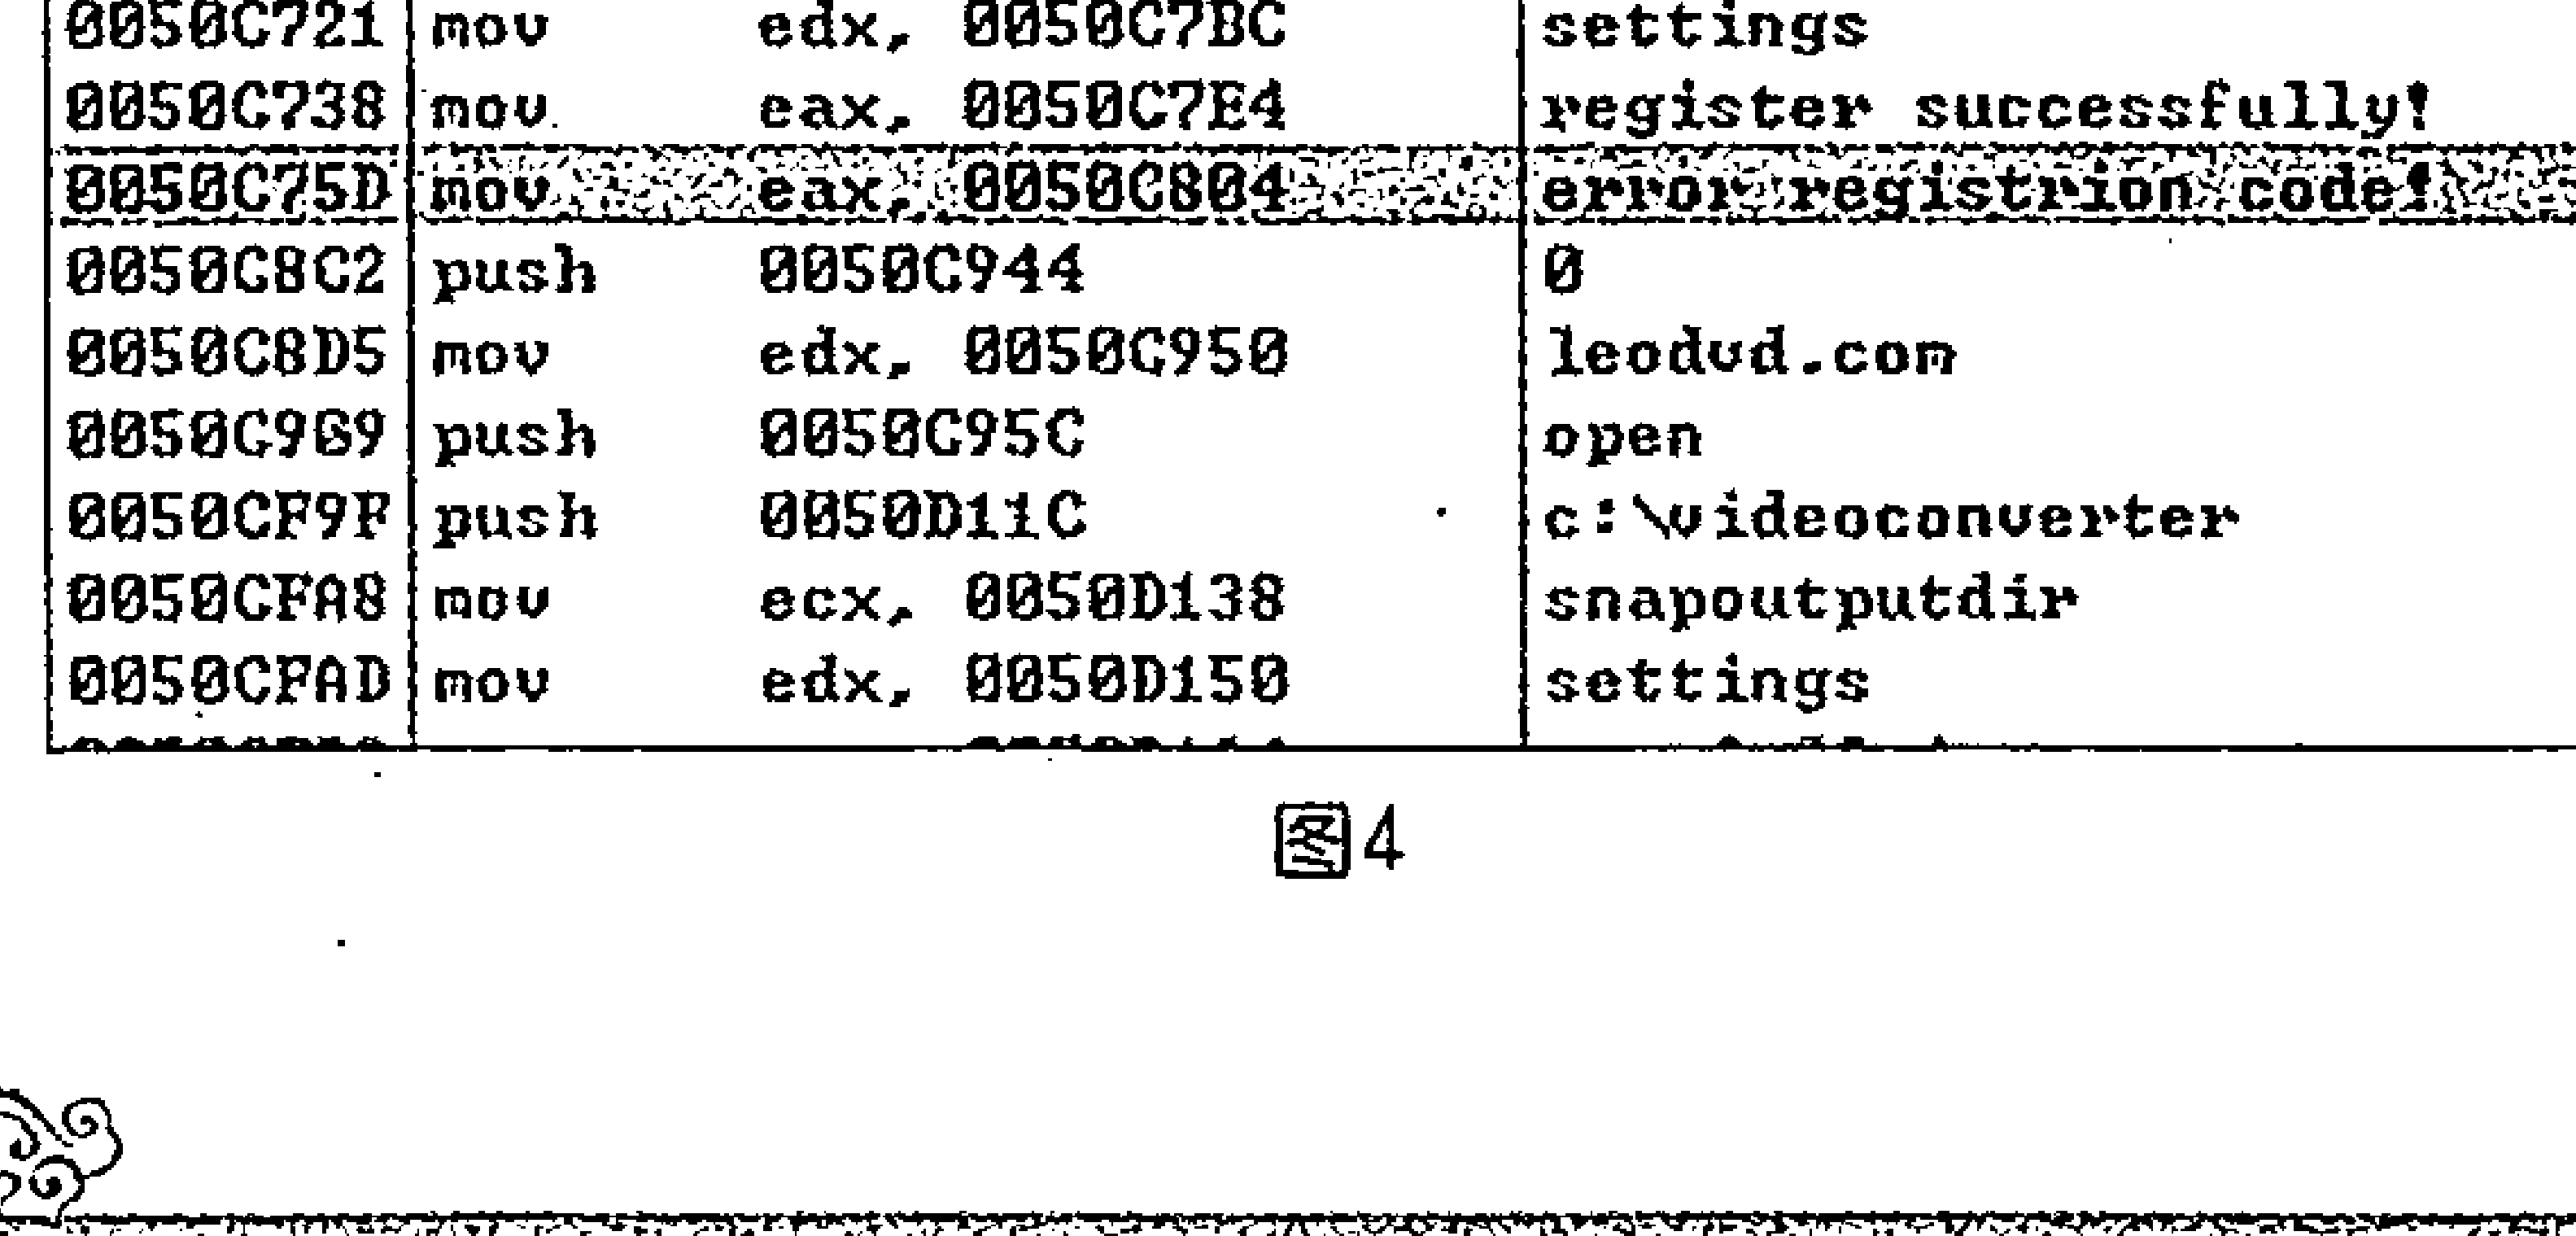 0050C721 mov edx, 0050C7BC settings
0050C738 mov eax, 0050C7E4 register successfully!
0050C75D mov eax, 0050C804 error registrion code!
0050C8C2 push 0050C944 0
0050C8D5 mov edx, 0050C950 leodvd.com
push 0050C95C open
0050CF9F push 0050D11C c:\videoconverter
0050CFA8 mov ecx, 0050D138 snapoutputdir
0050CFAD mov edx, 0050D150 settings
图4